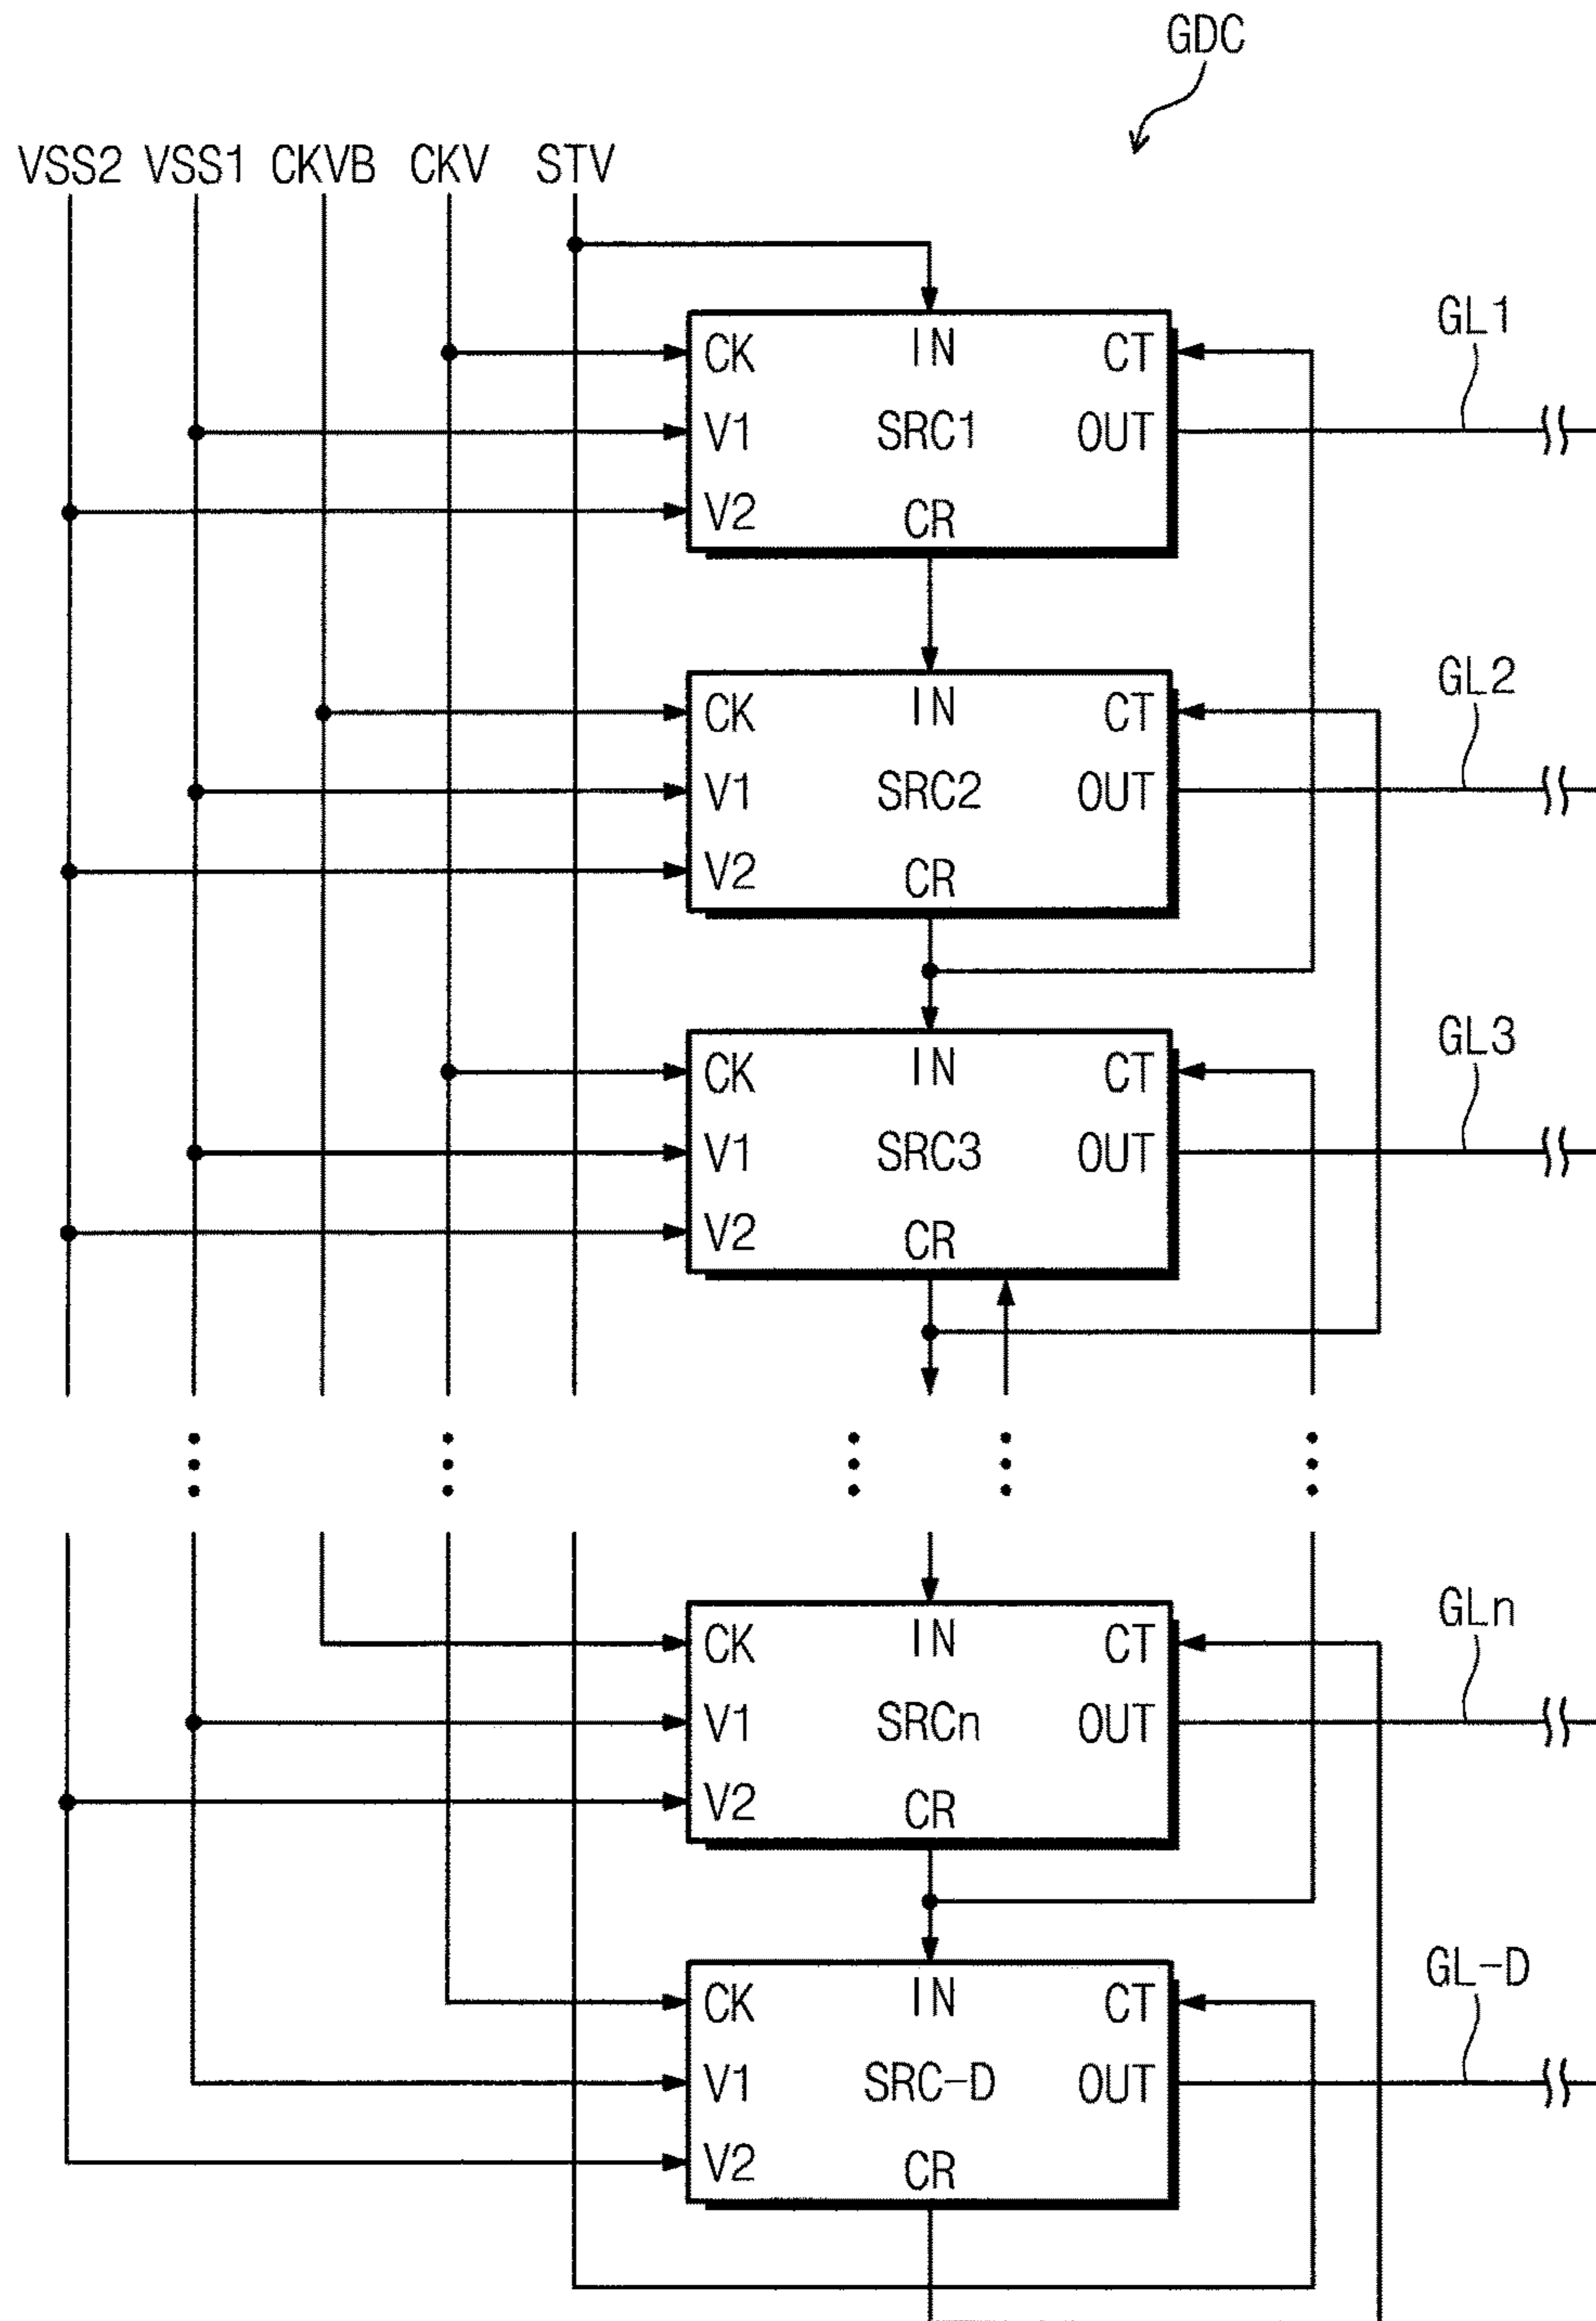 GDC
VSS2 VSS1 CKVB CKV STV
GL1
CK IN CT
V1 SRC1 OUT
V2 CR
GL2
CK IN CT
V1 SRC2 OUT
V2 CR
GL3
CK IN CT
V1 SRC3 OUT
V2 CR
GLn
CK IN CT
V1 SRCn OUT
V2 CR
GL-D
CK IN CT
V1 SRC-D OUT
V2 CR